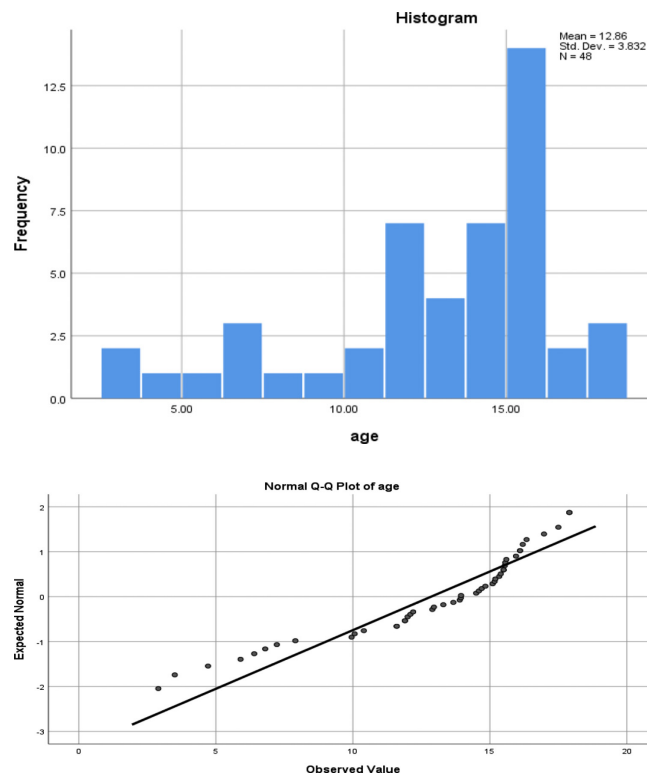 Histogram
Mean = 12.86
Std. Dev. = 3.832
N = 48
12.5
10.0
7.5
5.0
2.5
0.0
Frequency
5.00 10.00 15.00
age
Normal Q-Q Plot of age
2
1
0
-1
-2
-3
Expected Normal
0 5 10 15 20
Observed Value